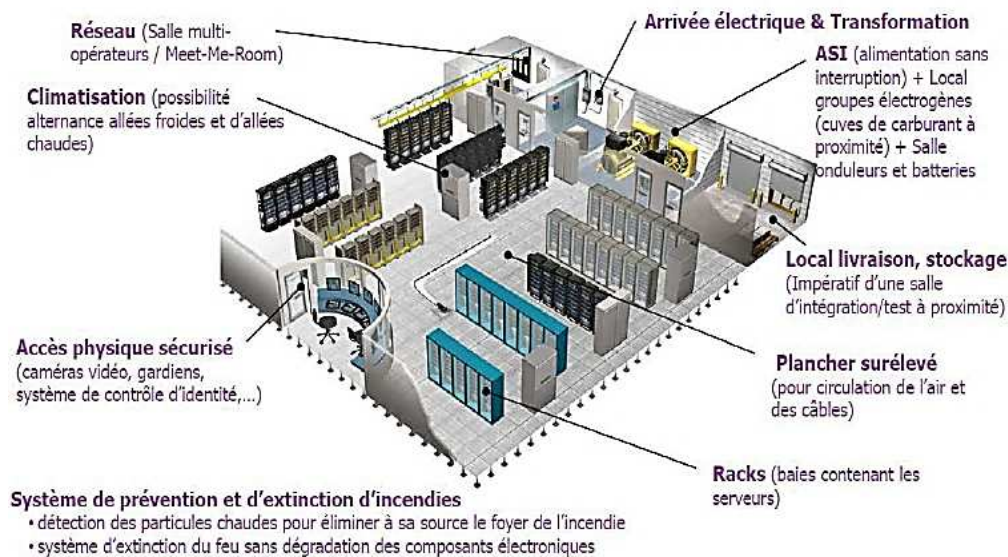 Réseau (Salle multi-
opérateurs / Meet-Me-Room)
Climatisation (possibilité
alternance allées froides et d'allées
chaudes)
Arrivée électrique & Transformation
ASI (alimentation sans
interruption) + Local
groupes électrogènes
(cuves de carburant à
proximité) + Salle
onduleurs et batteries
Local livraison, stockage
(Impératif d'une salle
d'intégration/test à proximité)
Accès physique sécurisé
(caméras vidéo, gardiens,
système de contrôle d'identité,...)
Plancher surélevé
(pour circulation de l'air et
des câbles)
Racks (baies contenant les
serveurs)
Système de prévention et d'extinction d'incendies
• détection des particules chaudes pour éliminer à sa source le foyer de l'incendie
• système d'extinction du feu sans dégradation des composants électroniques